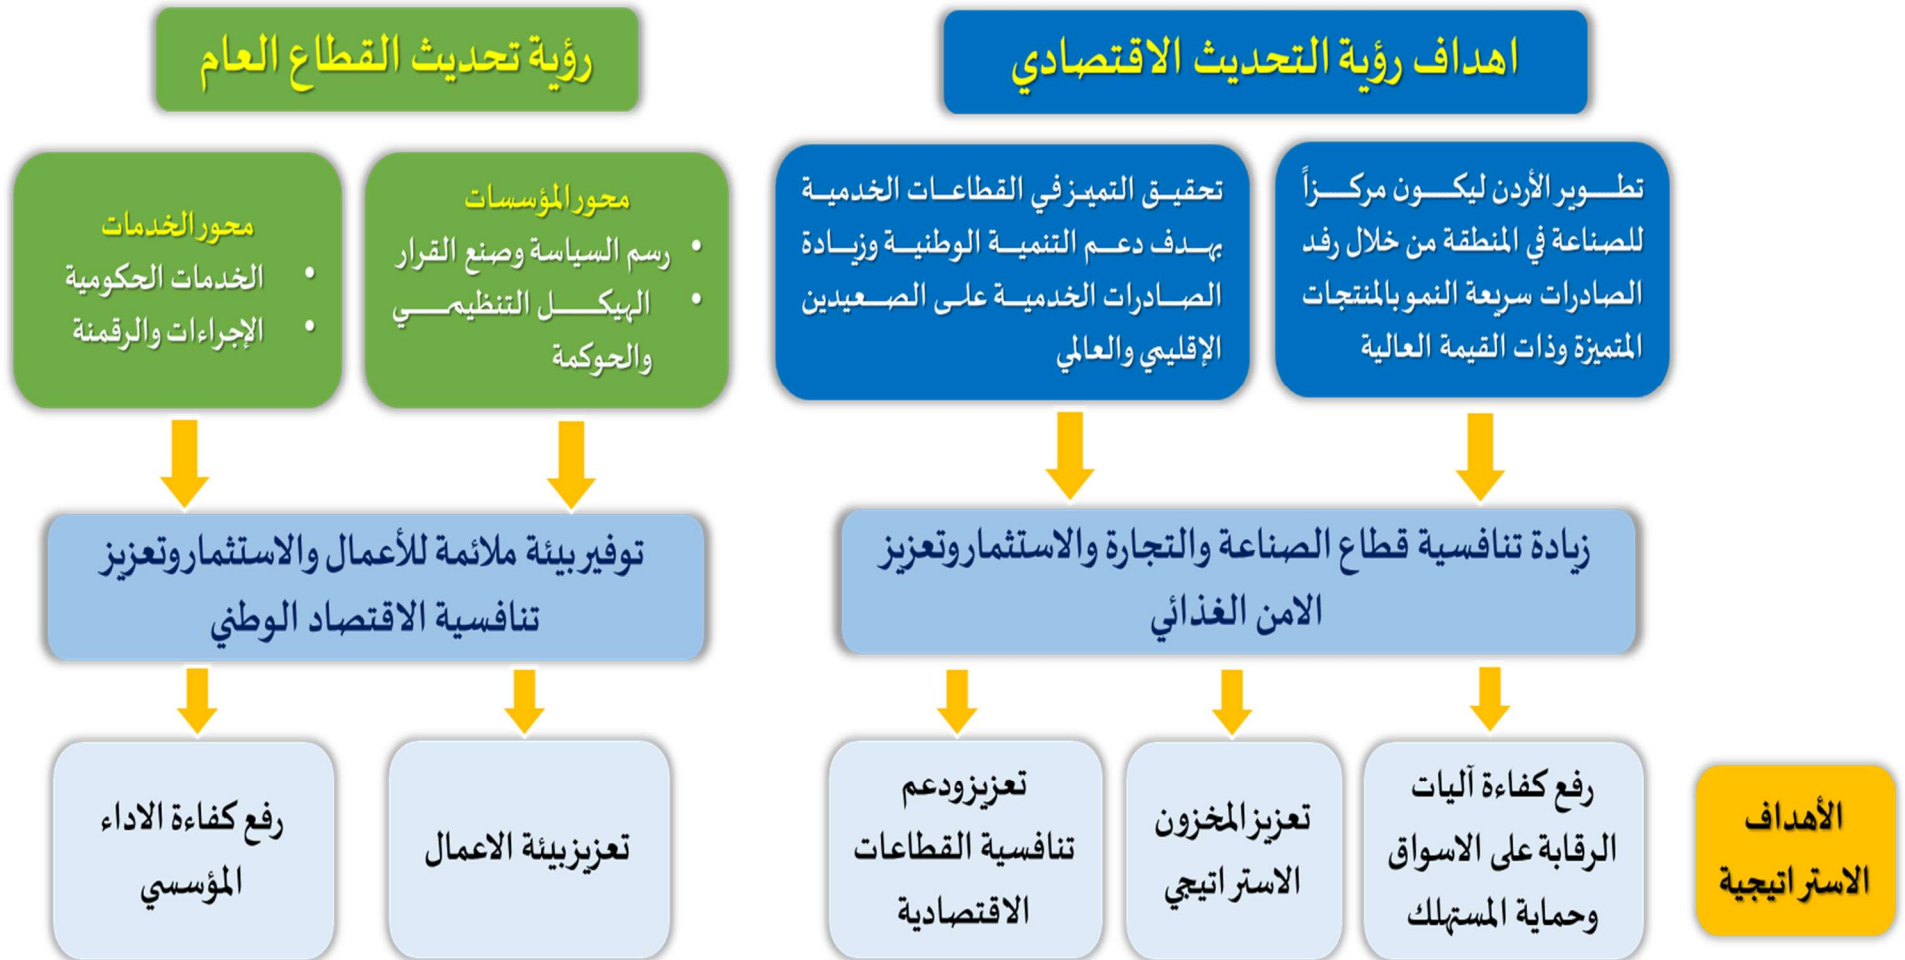 اهداف رؤية التحديث الاقتصادي
رؤية تحديث القطاع العام
تطوير الأردن ليكون مركزاً
للصناعة في المنطقة من خلال رفد
الصادرات سريعة النمو بالمنتجات
المتميزة وذات القيمة العالية
تحقيق التميز في القطاعات الخدمية
بهدف دعم التنمية الوطنية وزيادة
الصادرات الخدمية على الصعيدين
الإقليمي والعالمي
محور المؤسسات
• رسم السياسة وصنع القرار
• الهيكل التنظيمي
والحوكمة
محور الخدمات
• الخدمات الحكومية
• الإجراءات والرقمنة
زيادة تنافسية قطاع الصناعة والتجارة والاستثمار وتعزيز
الامن الغذائي
توفير بيئة ملائمة للأعمال والاستثمار وتعزيز
تنافسية الاقتصاد الوطني
الأهداف
الاستراتيجية
رفع كفاءة آليات
الرقابة على الاسواق
وحماية المستهلك
تعزيز المخزون
الاستراتيجي
تعزيز ودعم
تنافسية القطاعات
الاقتصادية
تعزيز بيئة الاعمال
رفع كفاءة الاداء
المؤسسي